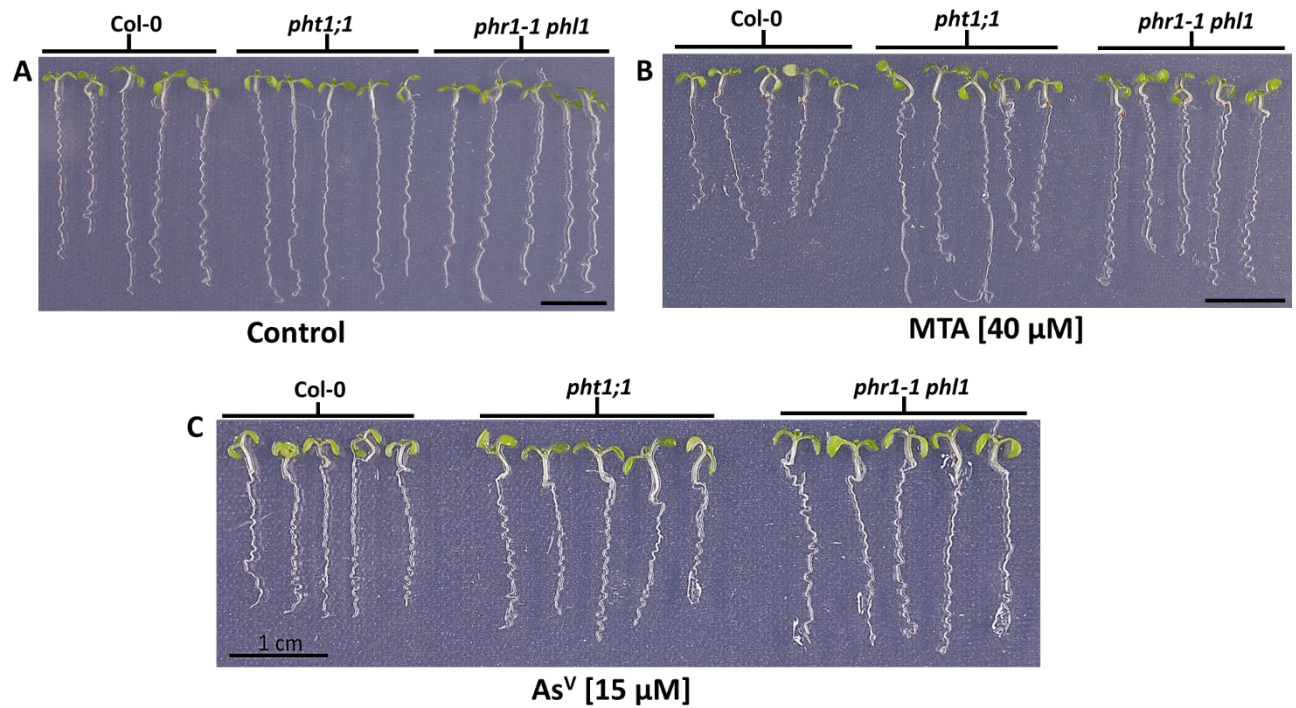 Col-0 pht1;1 phr1-1 phl1
A
Control
Col-0 pht1;1 phr1-1 phl1
B
MTA [40 µM]
Col-0 pht1;1 phr1-1 phl1
C
1 cm
Asⱽ [15 µM]